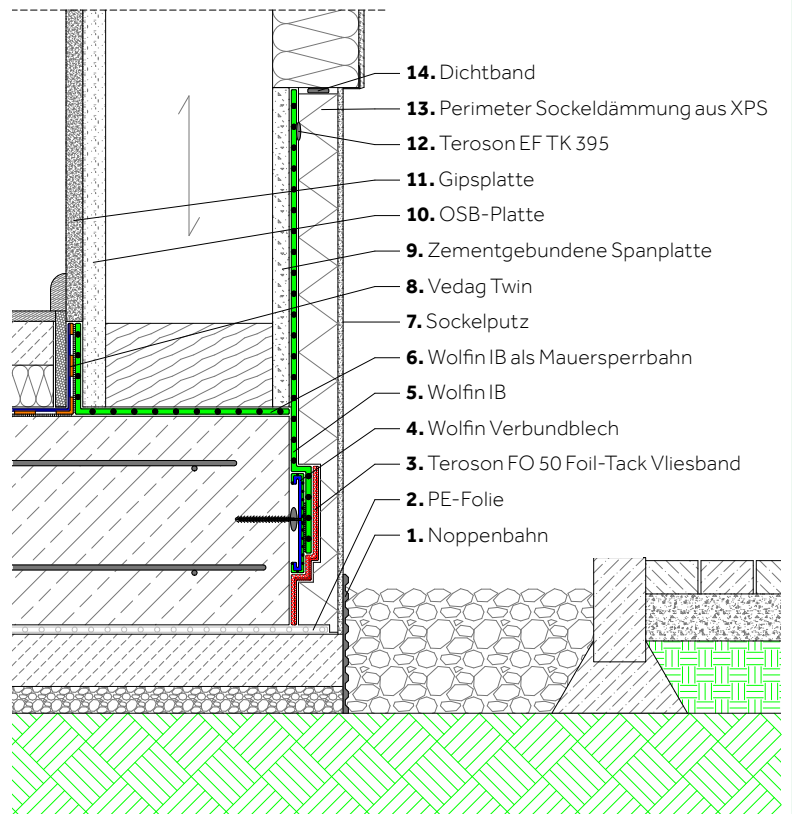 14. Dichtband
13. Perimeter Sockeldämmung aus XPS
12. Teroson EF TK 395
11. Gipsplatte
10. OSB-Platte
9. Zementgebundene Spanplatte
8. Vedag Twin
7. Sockelputz
6. Wolfin IB als Mauersperrbahn
5. Wolfin IB
4. Wolfin Verbundblech
3. Teroson FO 50 Foil-Tack Vliesband
2. PE-Folie
1. Noppenbahn